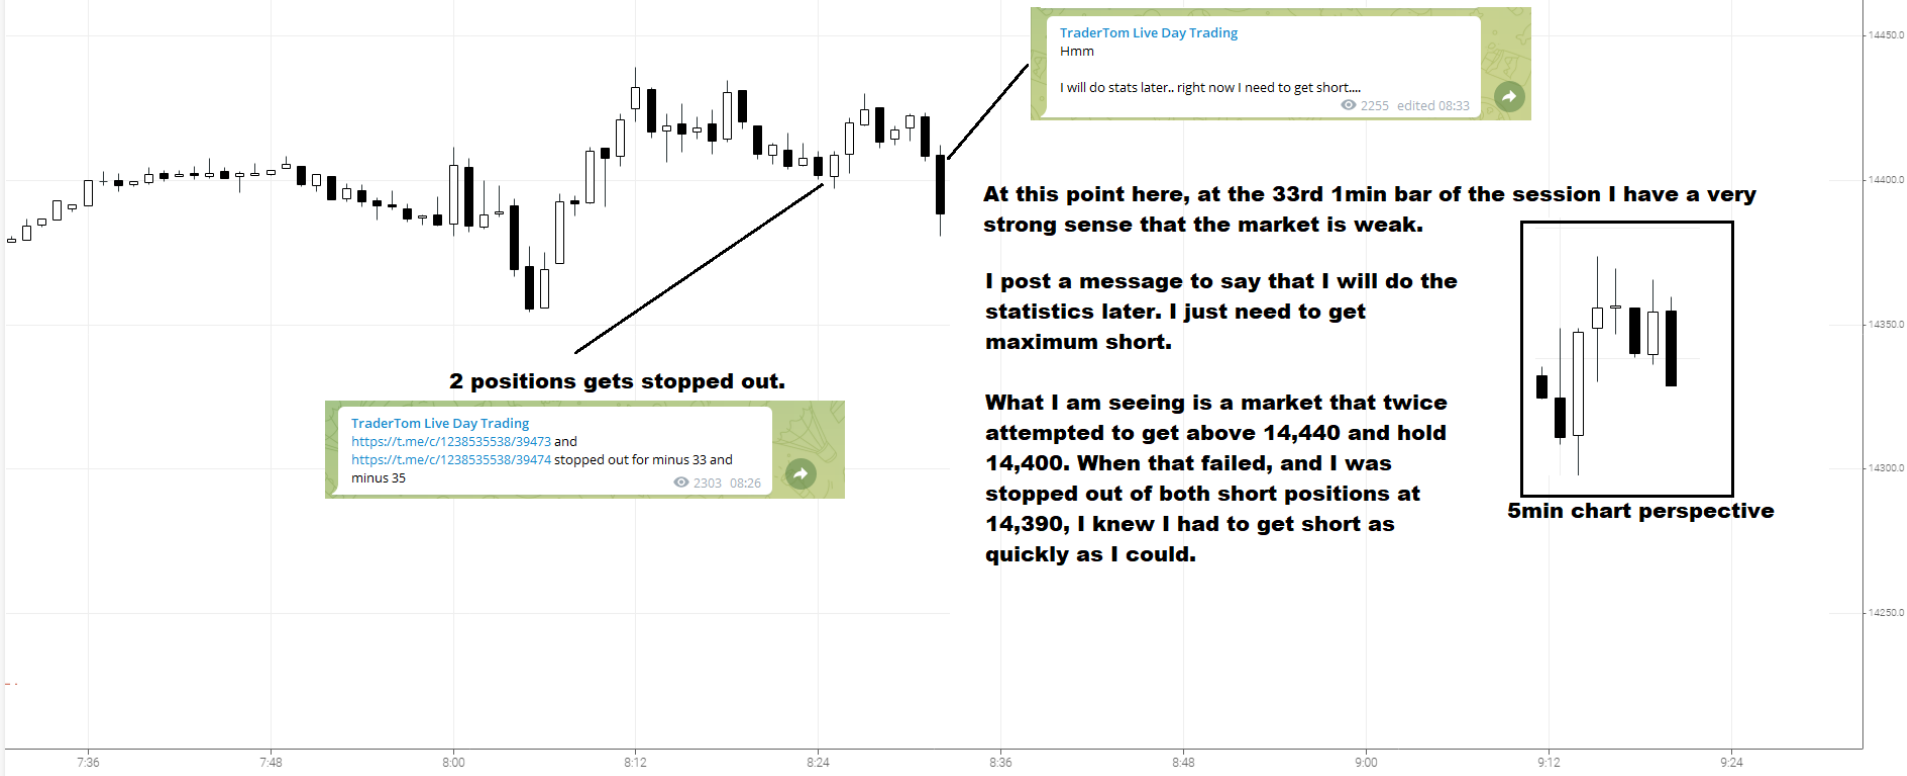 TraderTom Live Day Trading
Hmm
I will do stats later.. right now I need to get short....
2255 edited 08:33
At this point here, at the 33rd 1min bar of the session I have a very
strong sense that the market is weak.
I post a message to say that I will do the
statistics later. I just need to get
maximum short.
What I am seeing is a market that twice
attempted to get above 14,440 and hold
14,400. When that failed, and I was
stopped out of both short positions at
14,390, I knew I had to get short as
quickly as I could.
5min chart perspective
2 positions gets stopped out.
TraderTom Live Day Trading
https://t.me/c/1238535538/39473 and
https://t.me/c/1238535538/39474 stopped out for minus 33 and
minus 35
2303 08:26
14450.0
14400.0
14350.0
14300.0
14250.0
7:36
7:48
8:00
8:12
8:24
8:36
8:48
9:00
9:12
9:24